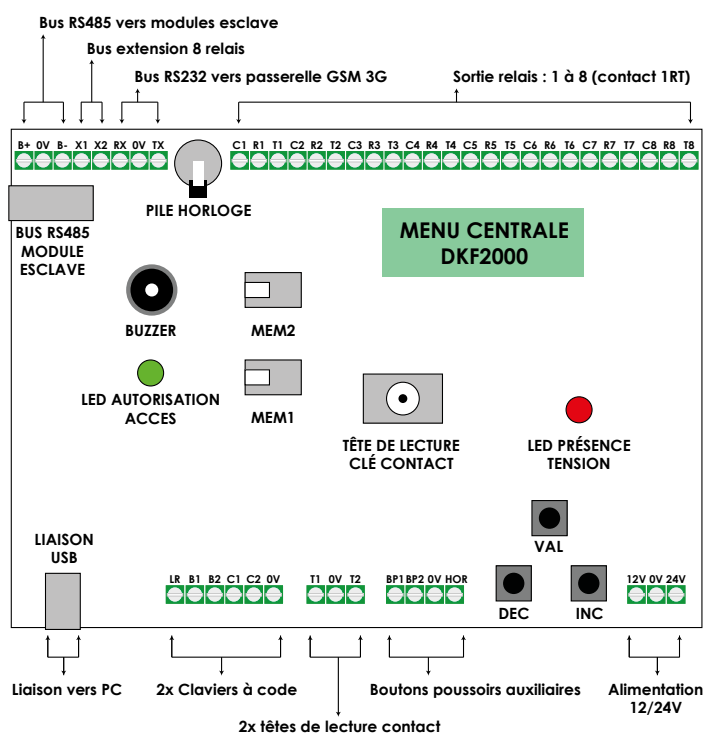 Bus RS485 vers modules esclave
Bus extension 8 relais
Bus RS232 vers passerelle GSM 3G
Sortie relais : 1 à 8 (contact 1RT)
B+ 0V B- X1 X2 RX 0V TX
C1 R1 T1 C2 R2 T2 C3 R3 T3 C4 R4 T4 C5 R5 T5 C6 R6 T6 C7 R7 T7 C8 R8 T8
PILE HORLOGE
BUS RS485
MODULE
ESCLAVE
MENU CENTRALE
DKF2000
BUZZER
MEM2
LED AUTORISATION
ACCES
MEM1
TÊTE DE LECTURE
CLÉ CONTACT
LED PRÉSENCE
TENSION
VAL
LIAISON
USB
LR B1 B2 C1 C2 0V
T1 0V T2
BP1 BP2 0V HOR
DEC
INC
12V 0V 24V
Liaison vers PC
2x Claviers à code
Boutons poussoirs auxiliaires
Alimentation
12/24V
2x têtes de lecture contact